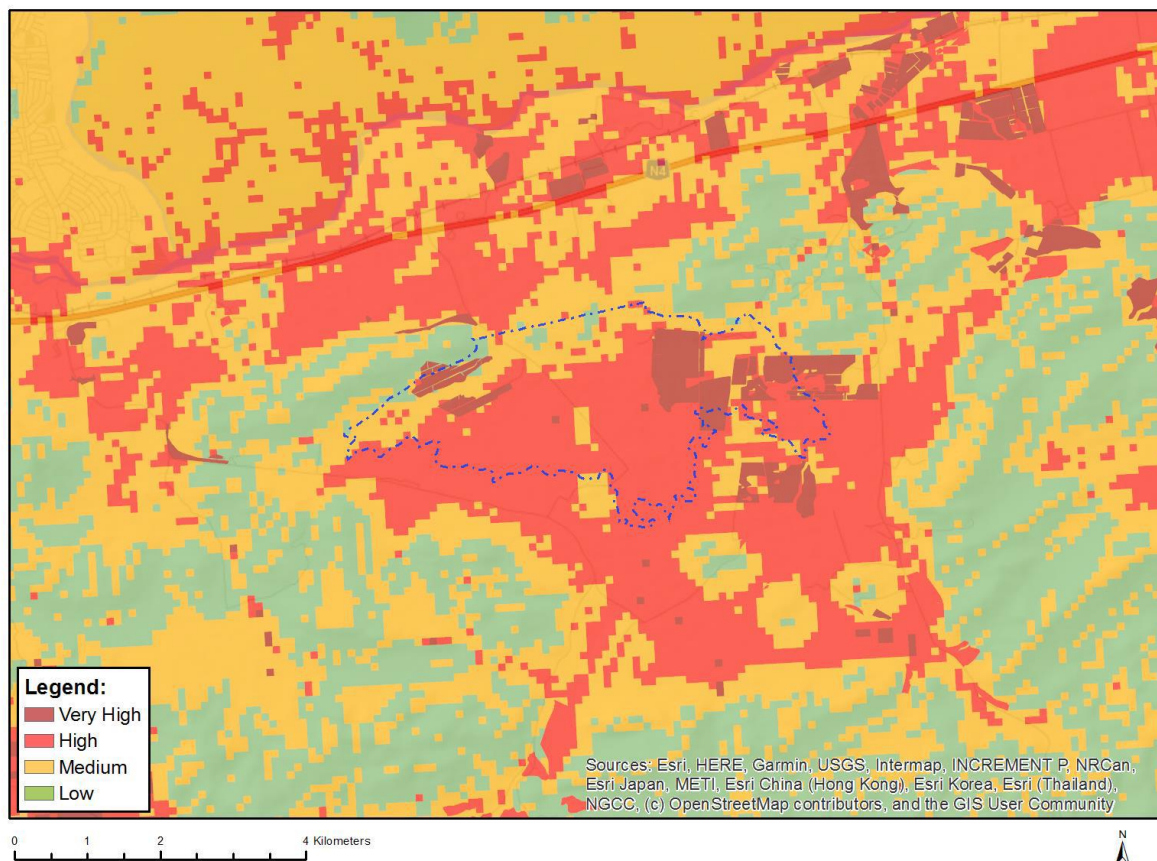 N4
Legend:
Very High
High
Medium
Low
Sources: Esri, HERE, Garmin, USGS, Intermap, INCREMENT P, NRCan,
Esri Japan, METI, Esri China (Hong Kong), Esri Korea, Esri (Thailand),
NGCC, (c) OpenStreetMap contributors, and the GIS User Community
0 1 2 4 Kilometers
N